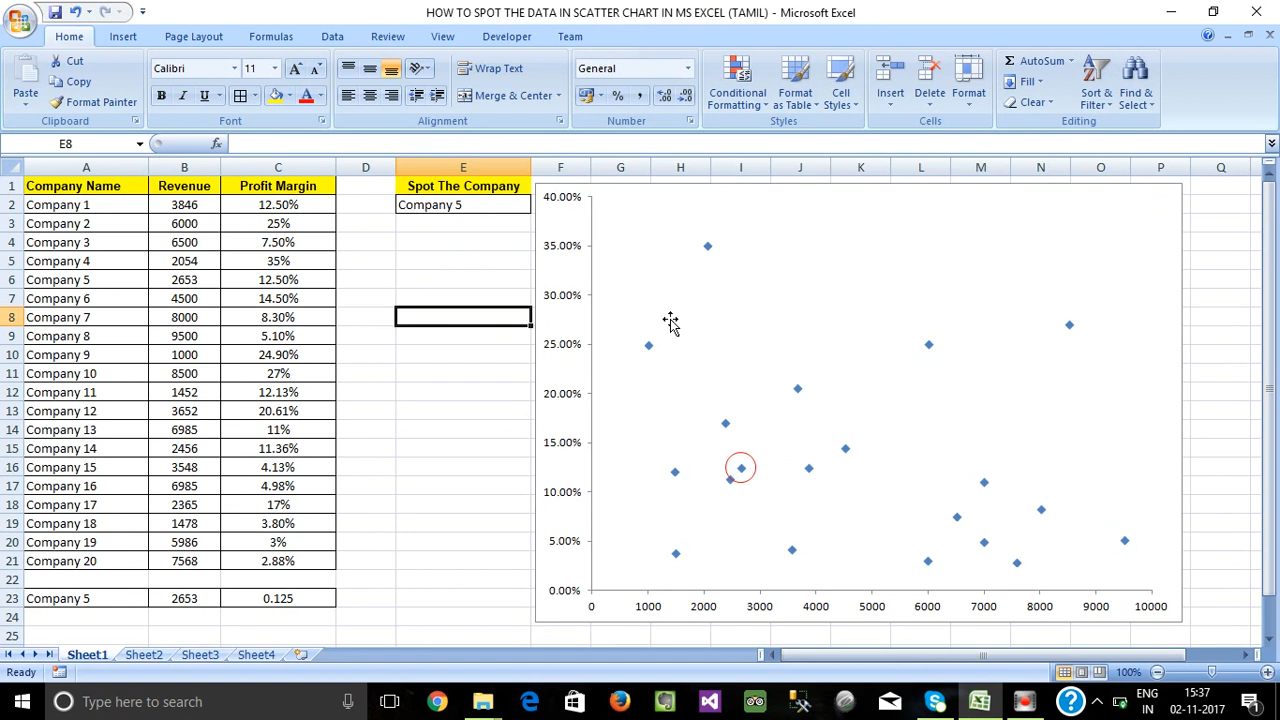 HOW TO SPOT THE DATA IN SCATTER CHART IN MS EXCEL (TAMIL) - Microsoft Excel
Home Insert Page Layout Formulas Data Review View Developer Team
Paste Cut Copy Format Painter
Calibri 11
B I U A A A
Wrap Text
Merge & Center
General
% , .0 .00 .00 .0
Conditional Formatting Format as Table Cell Styles
Insert Delete Format
Σ AutoSum Fill Clear
Sort & Filter Find & Select
Clipboard Font Alignment Number Styles Cells Editing
E8 fx
A B C D E F G H I J K L M N O P Q
1 Company Name Revenue Profit Margin Spot The Company
2 Company 1 3846 12.50% Company 5
3 Company 2 6000 25%
4 Company 3 6500 7.50%
5 Company 4 2054 35%
6 Company 5 2653 12.50%
7 Company 6 4500 14.50%
8 Company 7 8000 8.30%
9 Company 8 9500 5.10%
10 Company 9 1000 24.90%
11 Company 10 8500 27%
12 Company 11 1452 12.13%
13 Company 12 3652 20.61%
14 Company 13 6985 11%
15 Company 14 2456 11.36%
16 Company 15 3548 4.13%
17 Company 16 6985 4.98%
18 Company 17 2365 17%
19 Company 18 1478 3.80%
20 Company 19 5986 3%
21 Company 20 7568 2.88%
22
23 Company 5 2653 0.125
24
25
40.00%
35.00%
30.00%
25.00%
20.00%
15.00%
10.00%
5.00%
0.00%
0 1000 2000 3000 4000 5000 6000 7000 8000 9000 10000
Sheet1 Sheet2 Sheet3 Sheet4
Ready 100%
Type here to search
ENG IN
15:37
02-11-2017
1